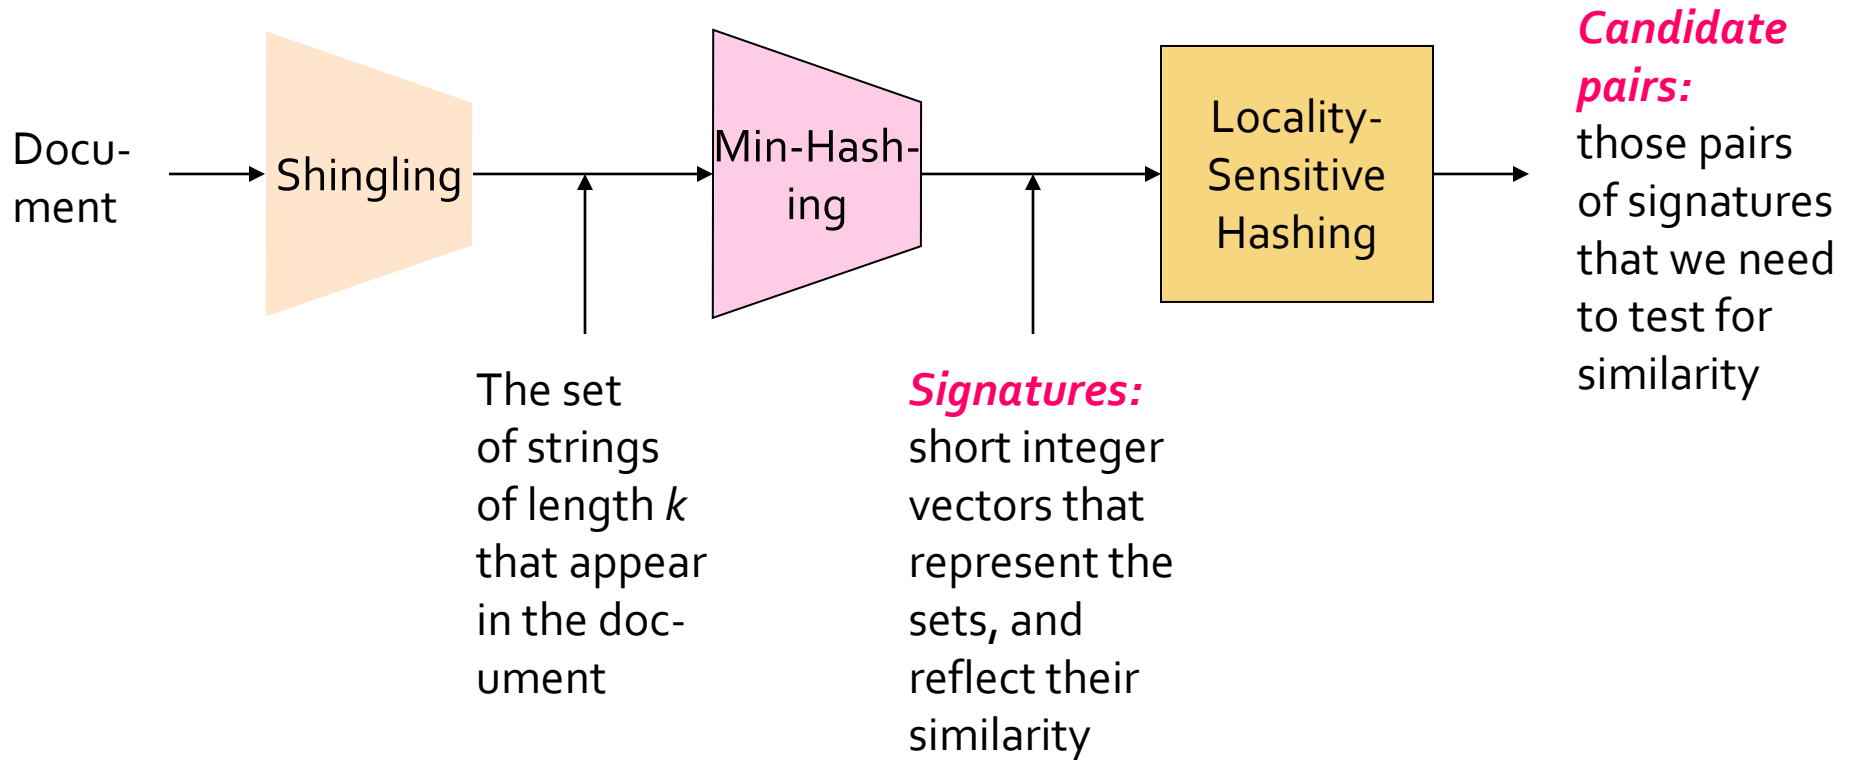 Docu-
ment
Shingling
The set
of strings
of length k
that appear
in the doc-
ument
Min-Hash-
ing
Signatures:
short integer
vectors that
represent the
sets, and
reflect their
similarity
Locality-
Sensitive
Hashing
Candidate
pairs:
those pairs
of signatures
that we need
to test for
similarity